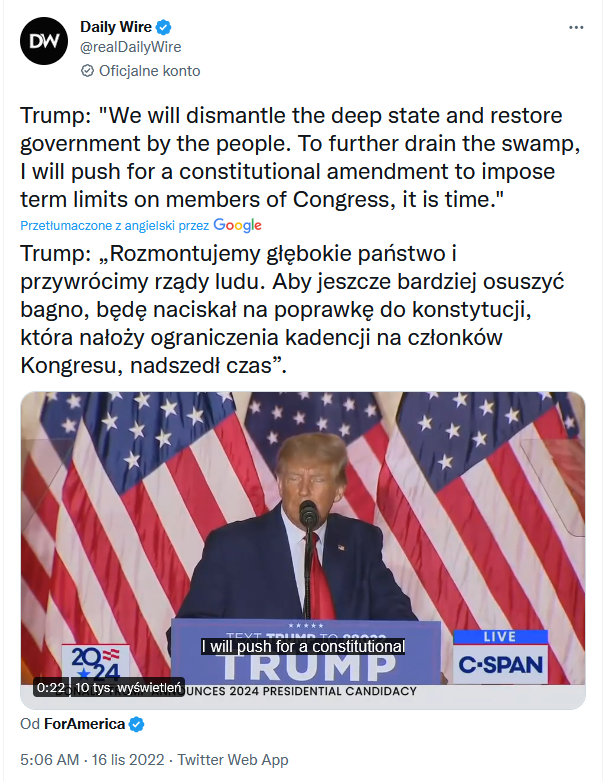 DW
Daily Wire
@realDailyWire
Oficjalne konto
Trump: "We will dismantle the deep state and restore
government by the people. To further drain the swamp,
I will push for a constitutional amendment to impose
term limits on members of Congress, it is time."
Przetłumaczone z angielski przez Google
Trump: „Rozmontujemy głębokie państwo i
przywrócimy rządy ludu. Aby jeszcze bardziej osuszyć
bagno, będę naciskał na poprawkę do konstytucji,
która nałoży ograniczenia kadencji na członków
Kongresu, nadszedł czas”.
TEXT TRUMP TO 88022
I will push for a constitutional
TRUMP
LIVE
C-SPAN
2024
0:22 10 tys. wyświetleń
UNCES 2024 PRESIDENTIAL CANDIDACY
Od ForAmerica
5:06 AM · 16 lis 2022 · Twitter Web App